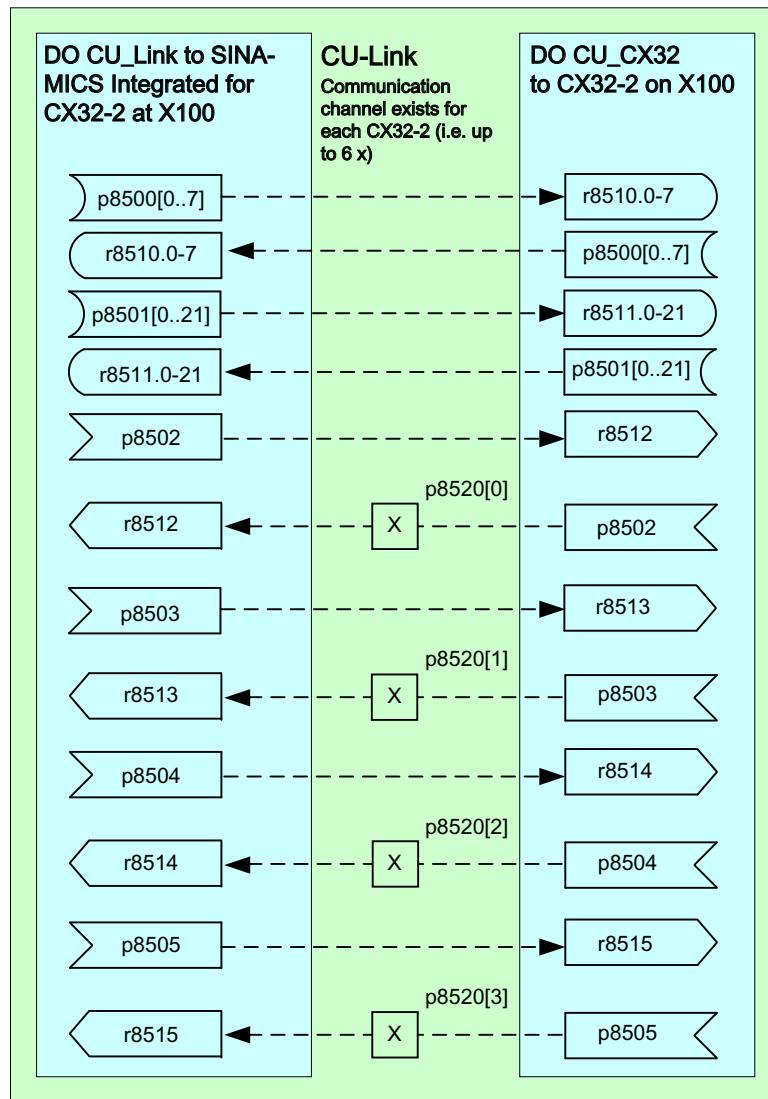 DO CU_Link to SINA-
MICS Integrated for
CX32-2 at X100
CU-Link
Communication
channel exists for
each CX32-2 (i.e. up
to 6 x)
DO CU_CX32
to CX32-2 on X100
p8500[0..7]
r8510.0-7
r8510.0-7
p8500[0..7]
p8501[0..21]
r8511.0-21
r8511.0-21
p8501[0..21]
p8502
r8512
p8520[0]
r8512
X
p8502
p8503
r8513
p8520[1]
r8513
X
p8503
p8504
r8514
p8520[2]
r8514
X
p8504
p8505
r8515
p8520[3]
r8515
X
p8505